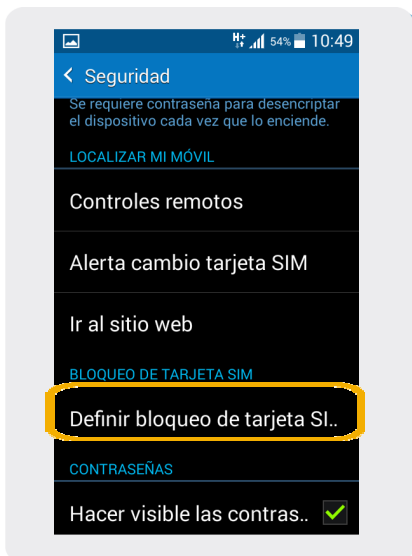 H+ 54% 10:49
< Seguridad
Se requiere contraseña para desencriptar
el dispositivo cada vez que lo enciende.
LOCALIZAR MI MÓVIL
Controles remotos
Alerta cambio tarjeta SIM
Ir al sitio web
BLOQUEO DE TARJETA SIM
Definir bloqueo de tarjeta SI..
CONTRASEÑAS
Hacer visible las contras..